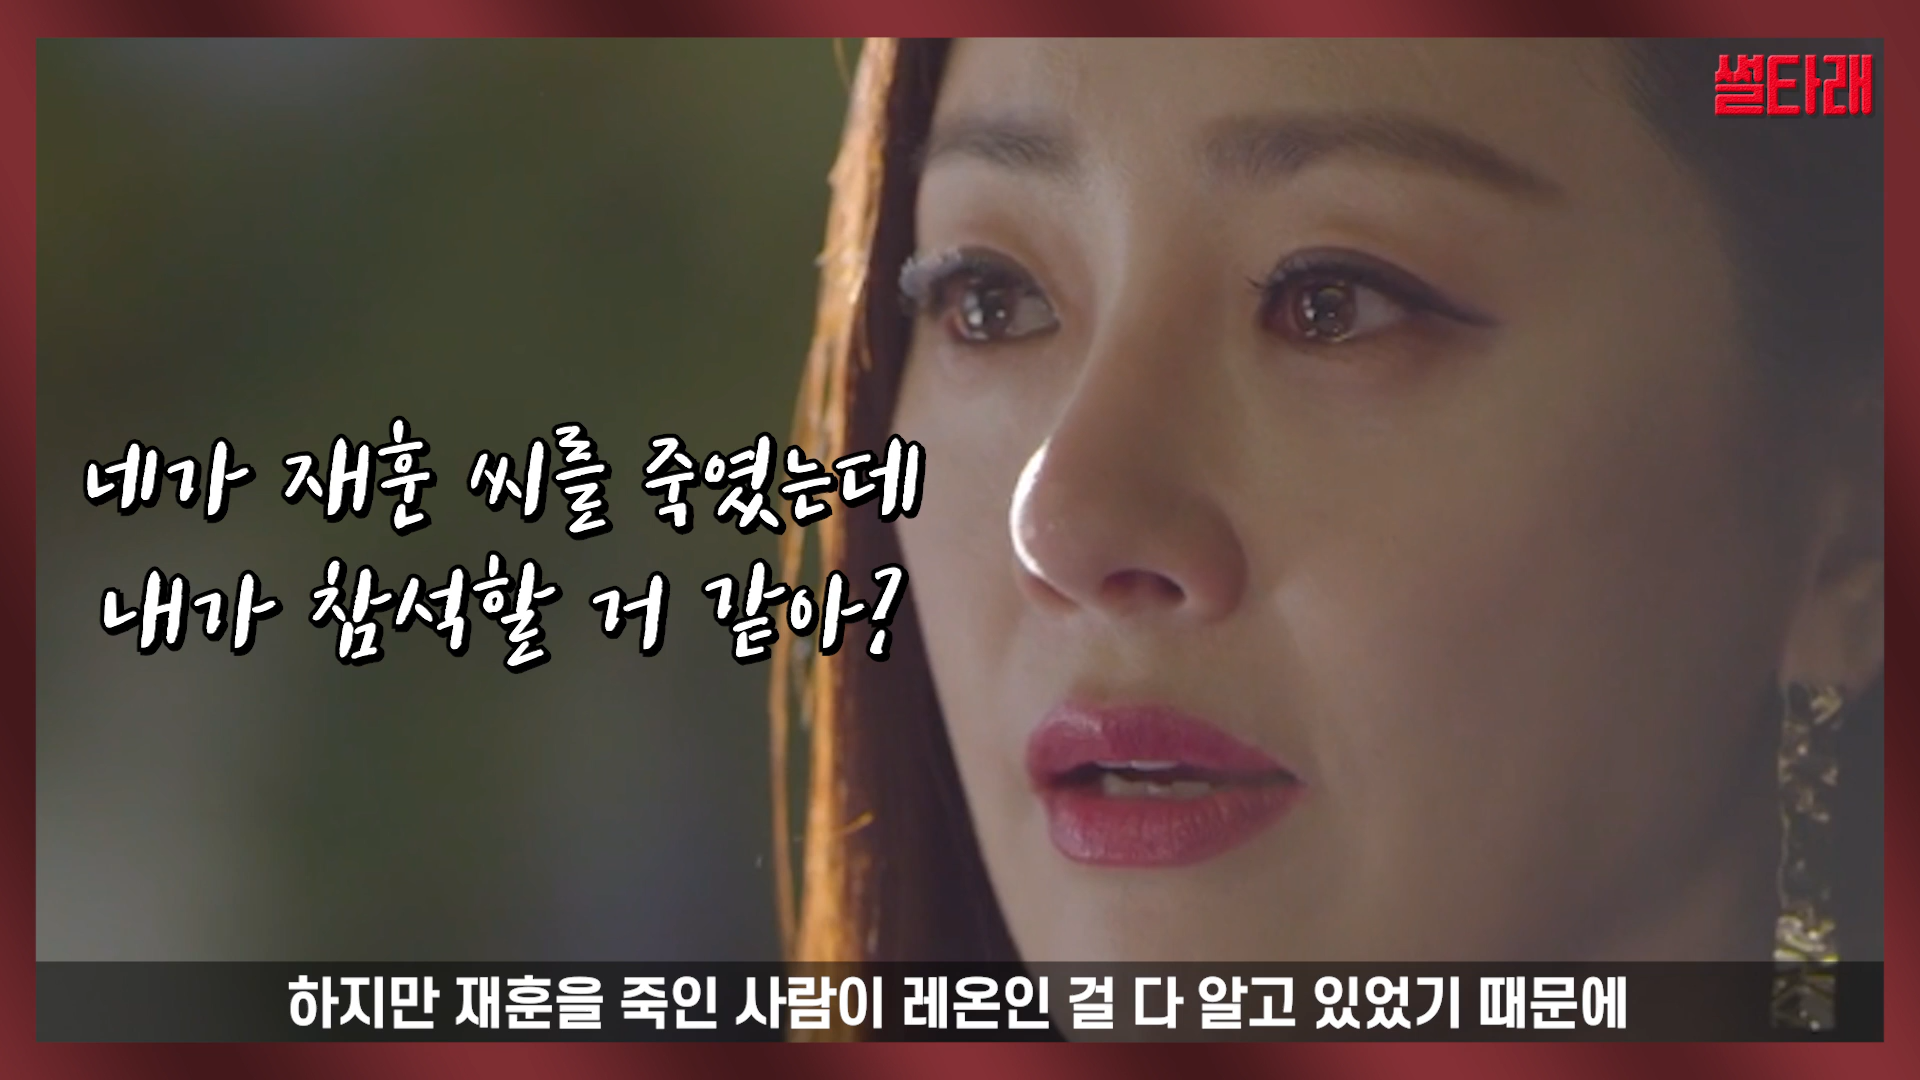 썰타래
네가 재훈 씨를 죽였는데
내가 참석할 거 같아?
하지만 재훈을 죽인 사람이 레온인 걸 다 알고 있었기 때문에